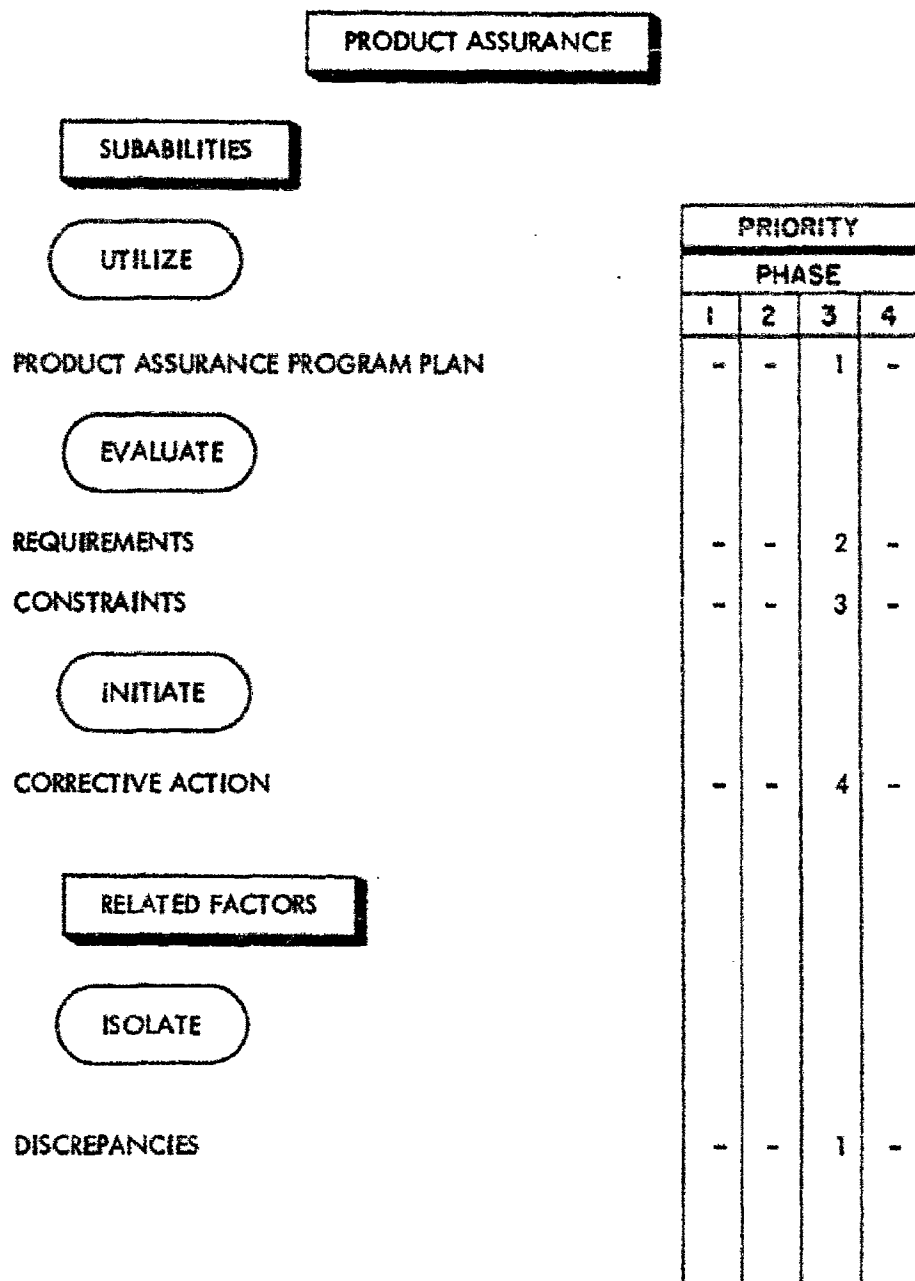 PRODUCT ASSURANCE
SUBABILITIES
UTILIZE
PRIORITY
PHASE
1 2 3 4
PRODUCT ASSURANCE PROGRAM PLAN - - 1 -
EVALUATE
REQUIREMENTS - - 2 -
CONSTRAINTS - - 3 -
INITIATE
CORRECTIVE ACTION - - 4 -
RELATED FACTORS
ISOLATE
DISCREPANCIES - - 1 -